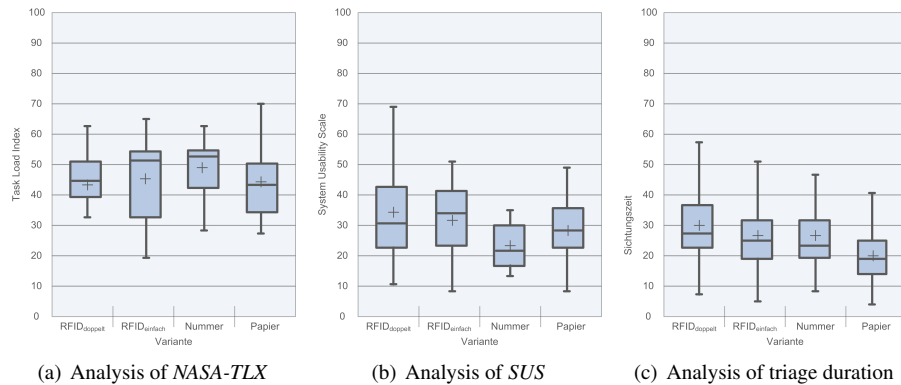 100
90
80
70
60
50
40
30
20
10
0
Task Load Index
RFIDdoppelt RFIDeinfach Nummer Papier
Variante
(a) Analysis of NASA-TLX
100
90
80
70
60
50
40
30
20
10
0
System Usability Scale
RFIDdoppelt RFIDeinfach Nummer Papier
Variante
(b) Analysis of SUS
100
90
80
70
60
50
40
30
20
10
0
Sichtungszeit
RFIDdoppelt RFIDeinfach Nummer Papier
Variante
(c) Analysis of triage duration